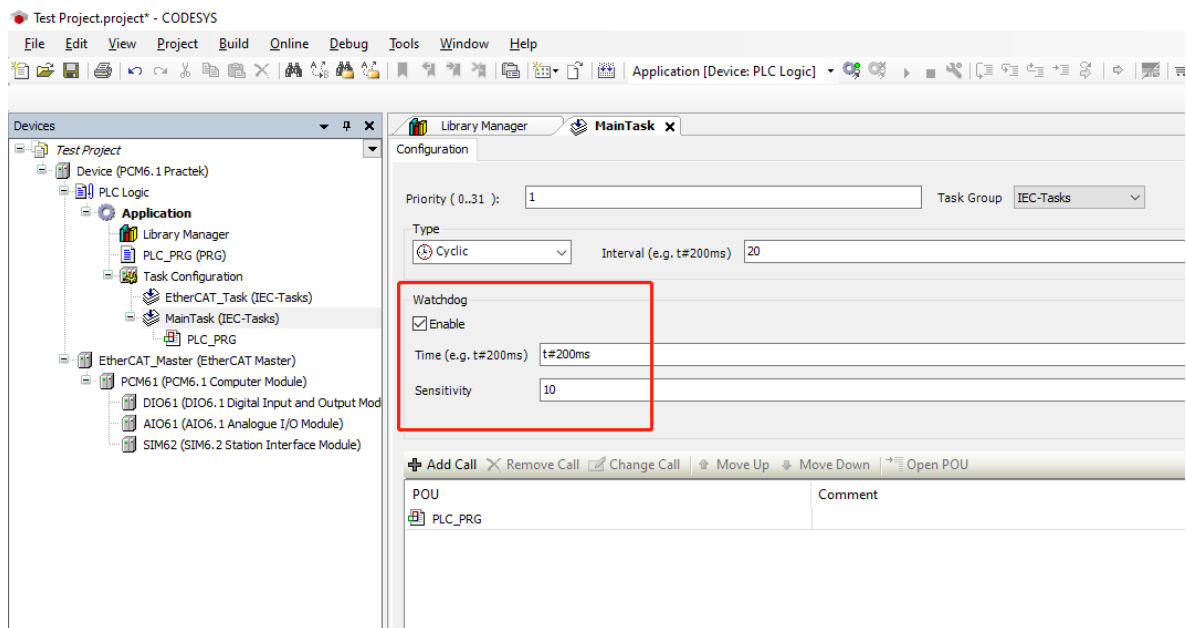 Test Project.project* - CODESYS
File Edit View Project Build Online Debug Tools Window Help
Application [Device: PLC Logic]
Devices
Test Project
Device (PCM6.1 Practek)
PLC Logic
Application
Library Manager
PLC_PRG (PRG)
Task Configuration
EtherCAT_Task (IEC-Tasks)
MainTask (IEC-Tasks)
PLC_PRG
EtherCAT_Master (EtherCAT Master)
PCM61 (PCM6.1 Computer Module)
DIO61 (DIO6.1 Digital Input and Output Mod
AIO61 (AIO6.1 Analogue I/O Module)
SIM62 (SIM6.2 Station Interface Module)
Library Manager MainTask
Configuration
Priority ( 0..31 ): 1 Task Group IEC-Tasks
Type
Cyclic Interval (e.g. t#200ms) 20
Watchdog
Enable
Time (e.g. t#200ms) t#200ms
Sensitivity 10
Add Call Remove Call Change Call Move Up Move Down Open POU
POU Comment
PLC_PRG